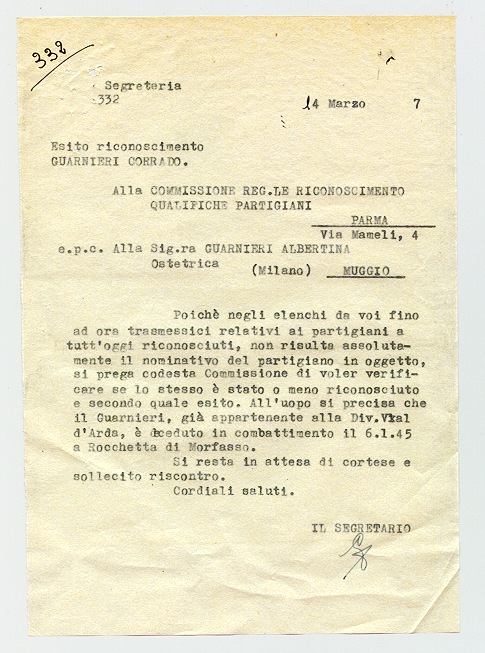 332
Segreteria
332
14 Marzo 7
Esito riconoscimento
GUARNIERI CORRADO.
Alla COMMISSIONE REG.LE RICONOSCIMENTO
QUALIFICHE PARTIGIANI
PARMA
Via Mameli, 4
e.p.c. Alla Sig.ra GUARNIERI ALBERTINA
Ostetrica
(Milano) MUGGIO
Poichè negli elenchi da voi fino
ad ora trasmessici relativi ai partigiani a
tutt'oggi riconosciuti, non risulta assoluta-
mente il nominativo del partigiano in oggetto,
si prega codesta Commissione di voler verifi-
care se lo stesso è stato o meno riconosciuto
e secondo quale esito. All'uopo si precisa che
il Guarnieri, già appartenente alla Div.Val
d'Arda, è deceduto in combattimento il 6.1.45
a Rocchetta di Morfasso.
Si resta in attesa di cortese e
sollecito riscontro.
Cordiali saluti.
IL SEGRETARIO